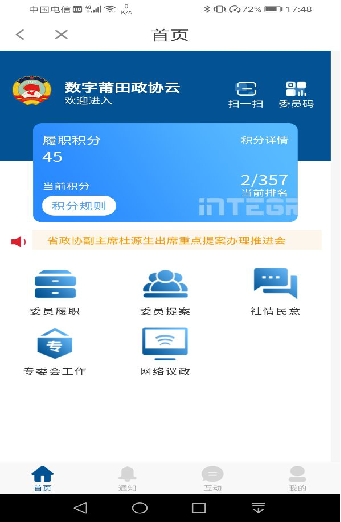 中国电信 72% 17:48
首页
数字莆田政协云
欢迎进入
扫一扫 委员码
履职积分 积分详情
45
当前积分 2/357
当前排名
积分规则 INTEGR
省政协副主席杜源生出席重点提案办理推进会
委员履职 委员提案 社情民意
专
专委会工作 网络议政
首页 通知 互动 我的